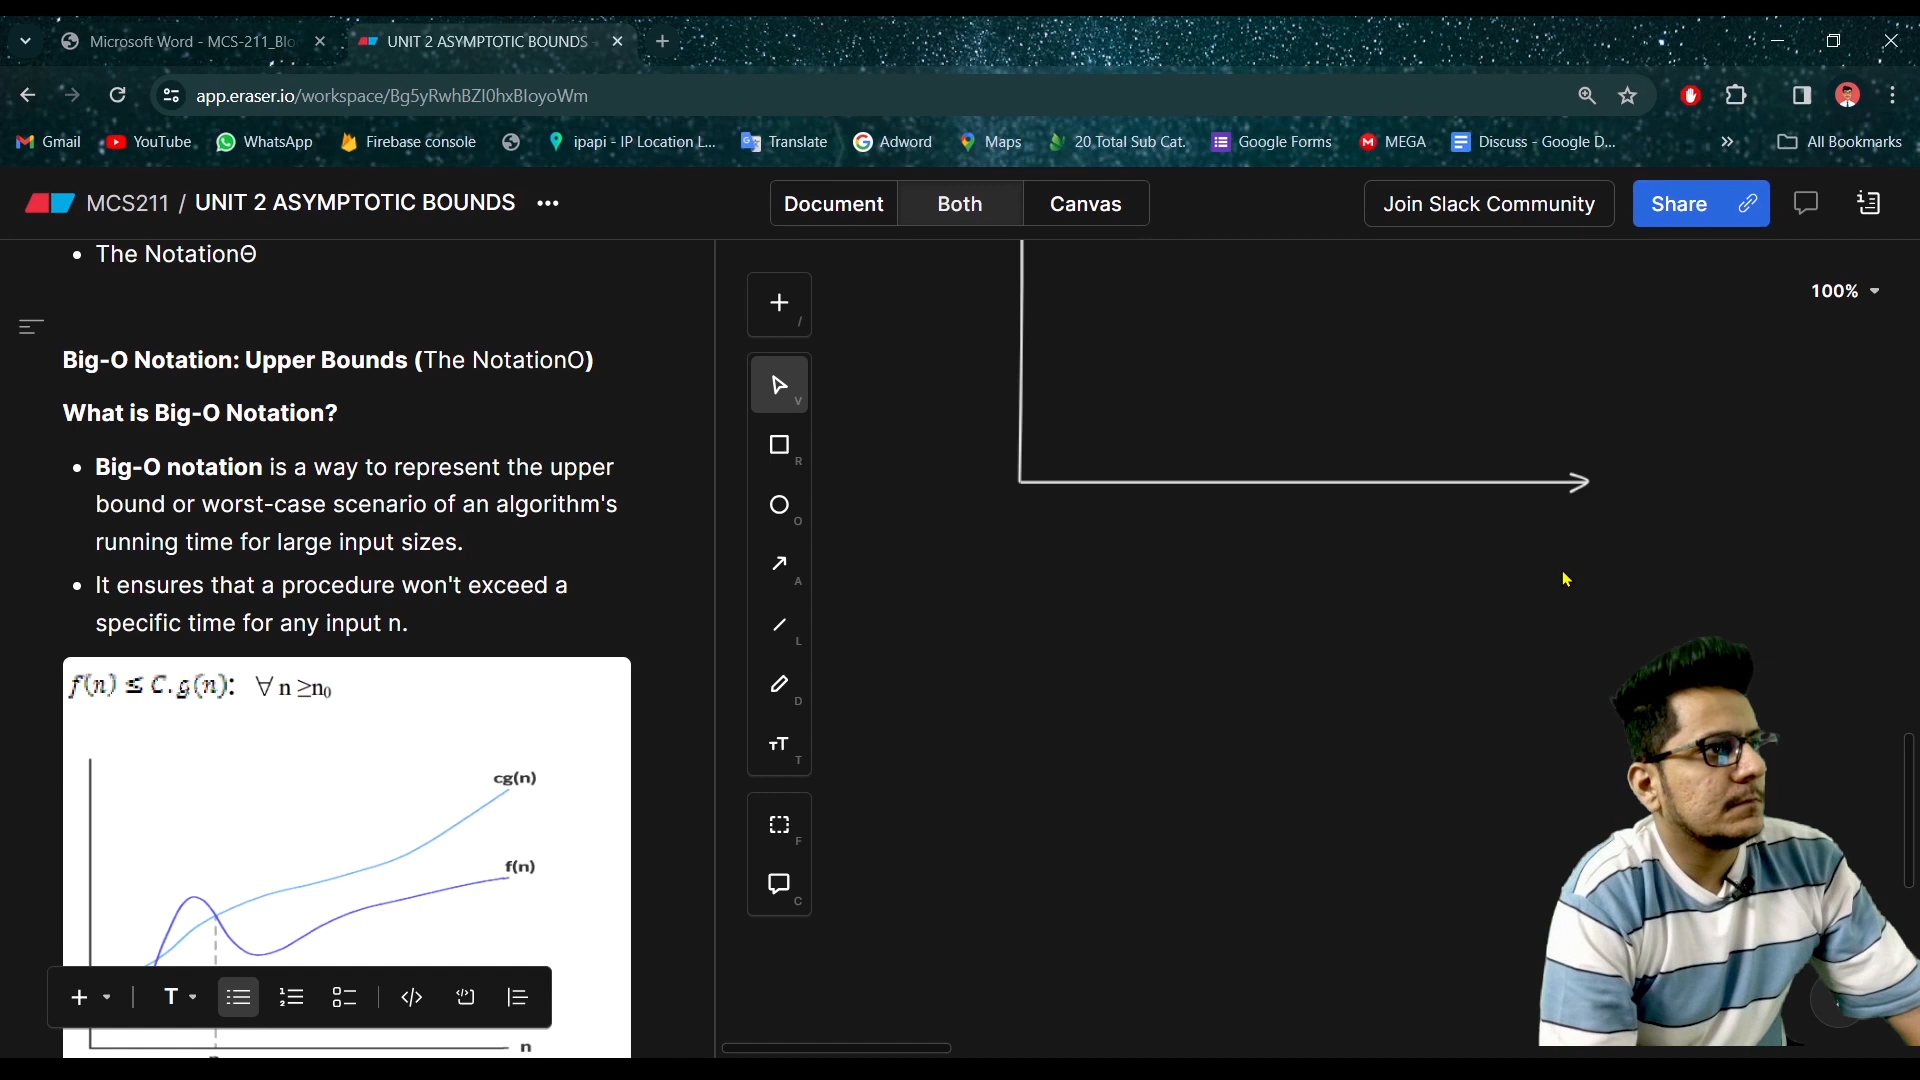 Microsoft Word - MCS-211_Blo
UNIT 2 ASYMPTOTIC BOUNDS
app.eraser.io/workspace/Bg5yRwhBZI0hxBIoyoWm
Gmail
YouTube
WhatsApp
Firebase console
ipapi - IP Location L...
Translate
Adword
Maps
20 Total Sub Cat.
Google Forms
MEGA
Discuss - Google D...
All Bookmarks
MCS211 / UNIT 2 ASYMPTOTIC BOUNDS
Document
Both
Canvas
Join Slack Community
Share
• The NotationΘ
100%
/
V
R
O
A
L
D
T
F
C
Big-O Notation: Upper Bounds (The NotationO)
What is Big-O Notation?
• Big-O notation is a way to represent the upper
bound or worst-case scenario of an algorithm's
running time for large input sizes.
• It ensures that a procedure won't exceed a
specific time for any input n.
f(n) ≤ C.g(n): ∀ n ≥n₀
cg(n)
f(n)
n
T